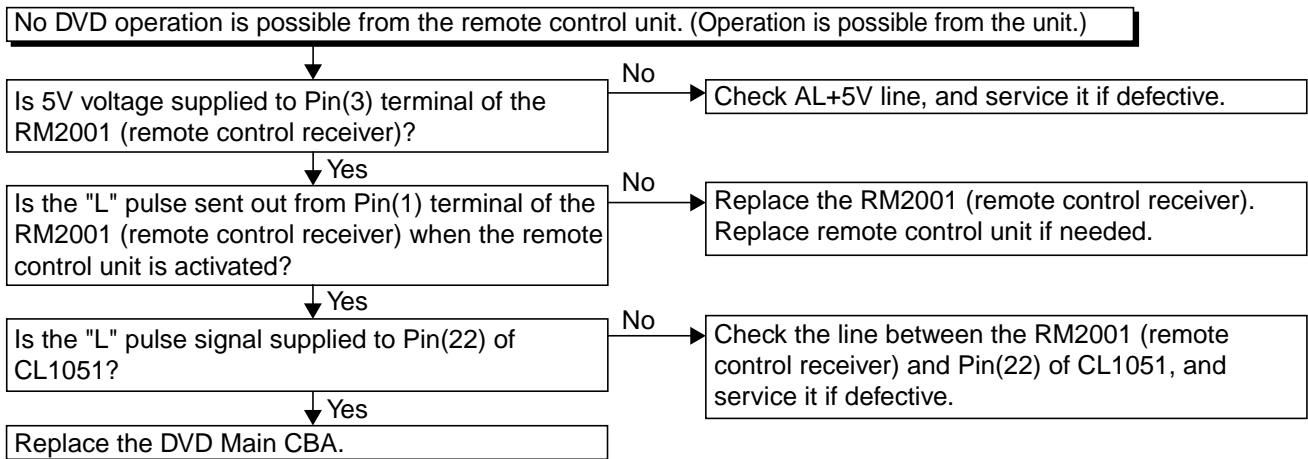 No DVD operation is possible from the remote control unit. (Operation is possible from the unit.)
Is 5V voltage supplied to Pin(3) terminal of the
RM2001 (remote control receiver)?
No
Check AL+5V line, and service it if defective.
Yes
Is the "L" pulse sent out from Pin(1) terminal of the
RM2001 (remote control receiver) when the remote
control unit is activated?
No
Replace the RM2001 (remote control receiver).
Replace remote control unit if needed.
Yes
Is the "L" pulse signal supplied to Pin(22) of
CL1051?
No
Check the line between the RM2001 (remote
control receiver) and Pin(22) of CL1051, and
service it if defective.
Yes
Replace the DVD Main CBA.